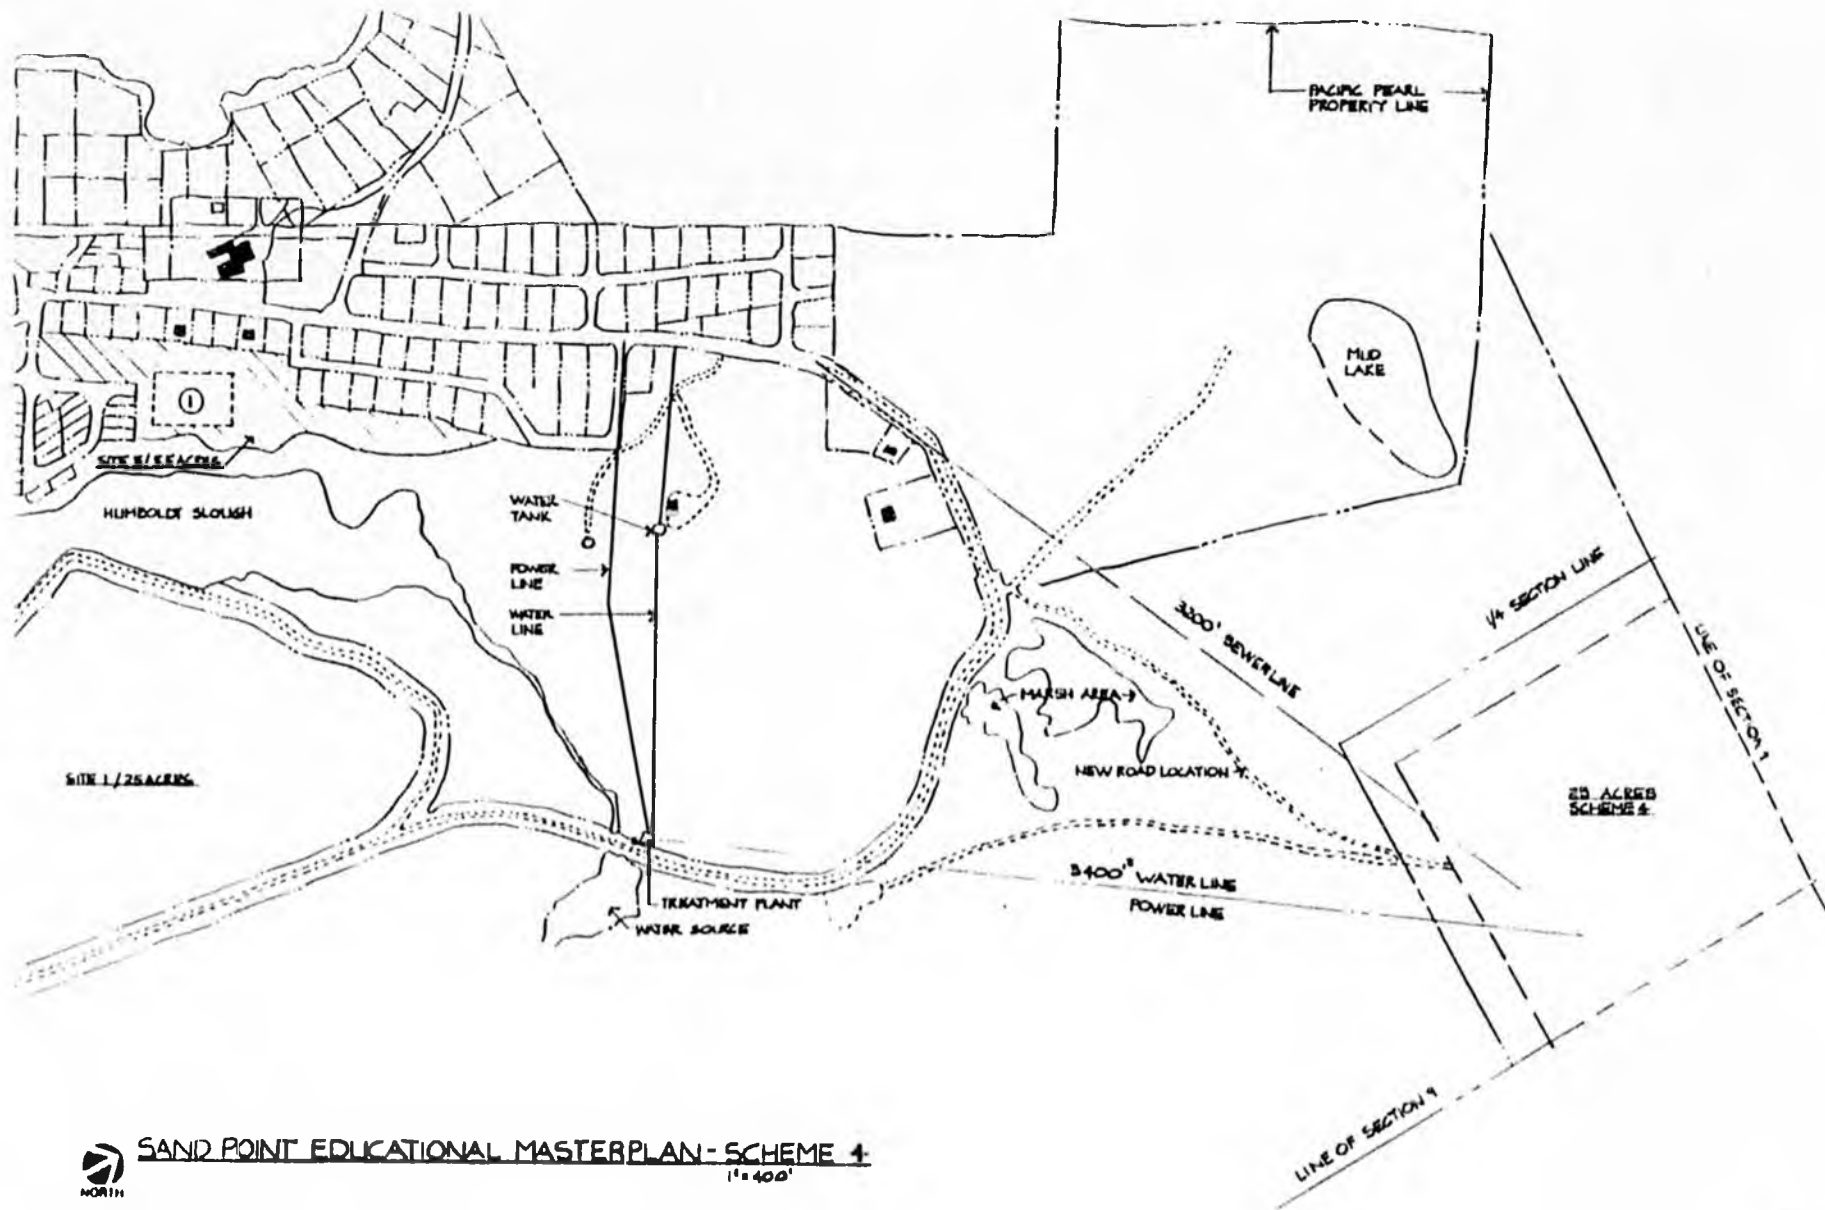 PACIFIC PEARL
PROPERTY LINE
MUD
LAKE
1
SITE 2/5.5 ACRES
HUMBOLDT SLOUGH
WATER
TANK
POWER
LINE
WATER
LINE
1/4 SECTION LINE
LINE OF SECTION 9
3200' SEWERLINE
MARSH AREA
NEW ROAD LOCATION
SITE 1/25 ACRES
25 ACRES
SCHEME 4
3400' WATER LINE
POWER LINE
TREATMENT PLANT
WATER SOURCE
LINE OF SECTION 9
SAND POINT EDUCATIONAL MASTERPLAN - SCHEME 4
1"=400'
NORTH